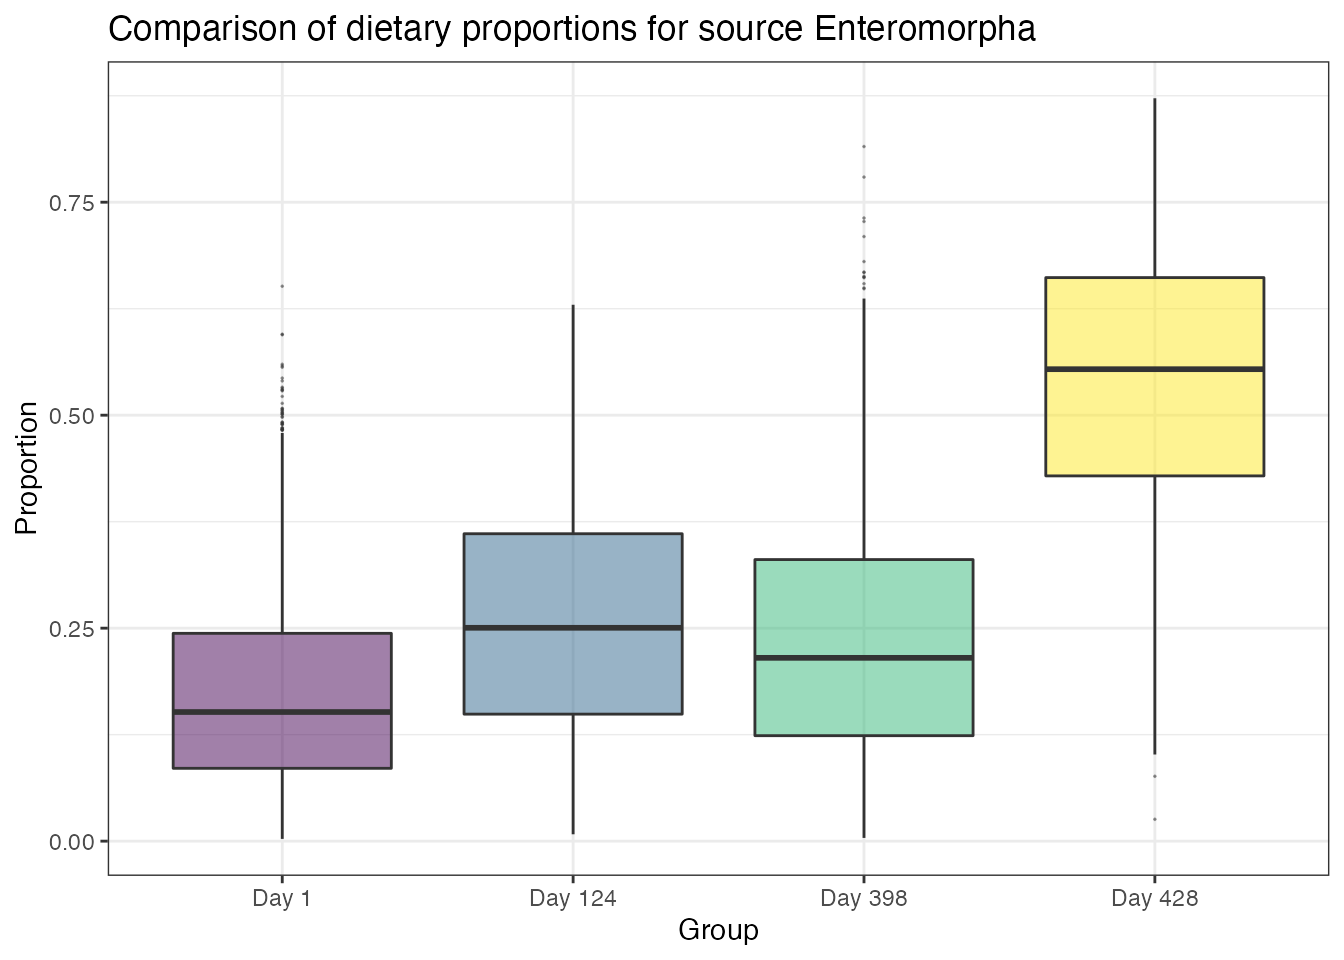 Comparison of dietary proportions for source Enteromorpha
Proportion
0.75
0.50
0.25
0.00
Day 1
Day 124
Day 398
Day 428
Group